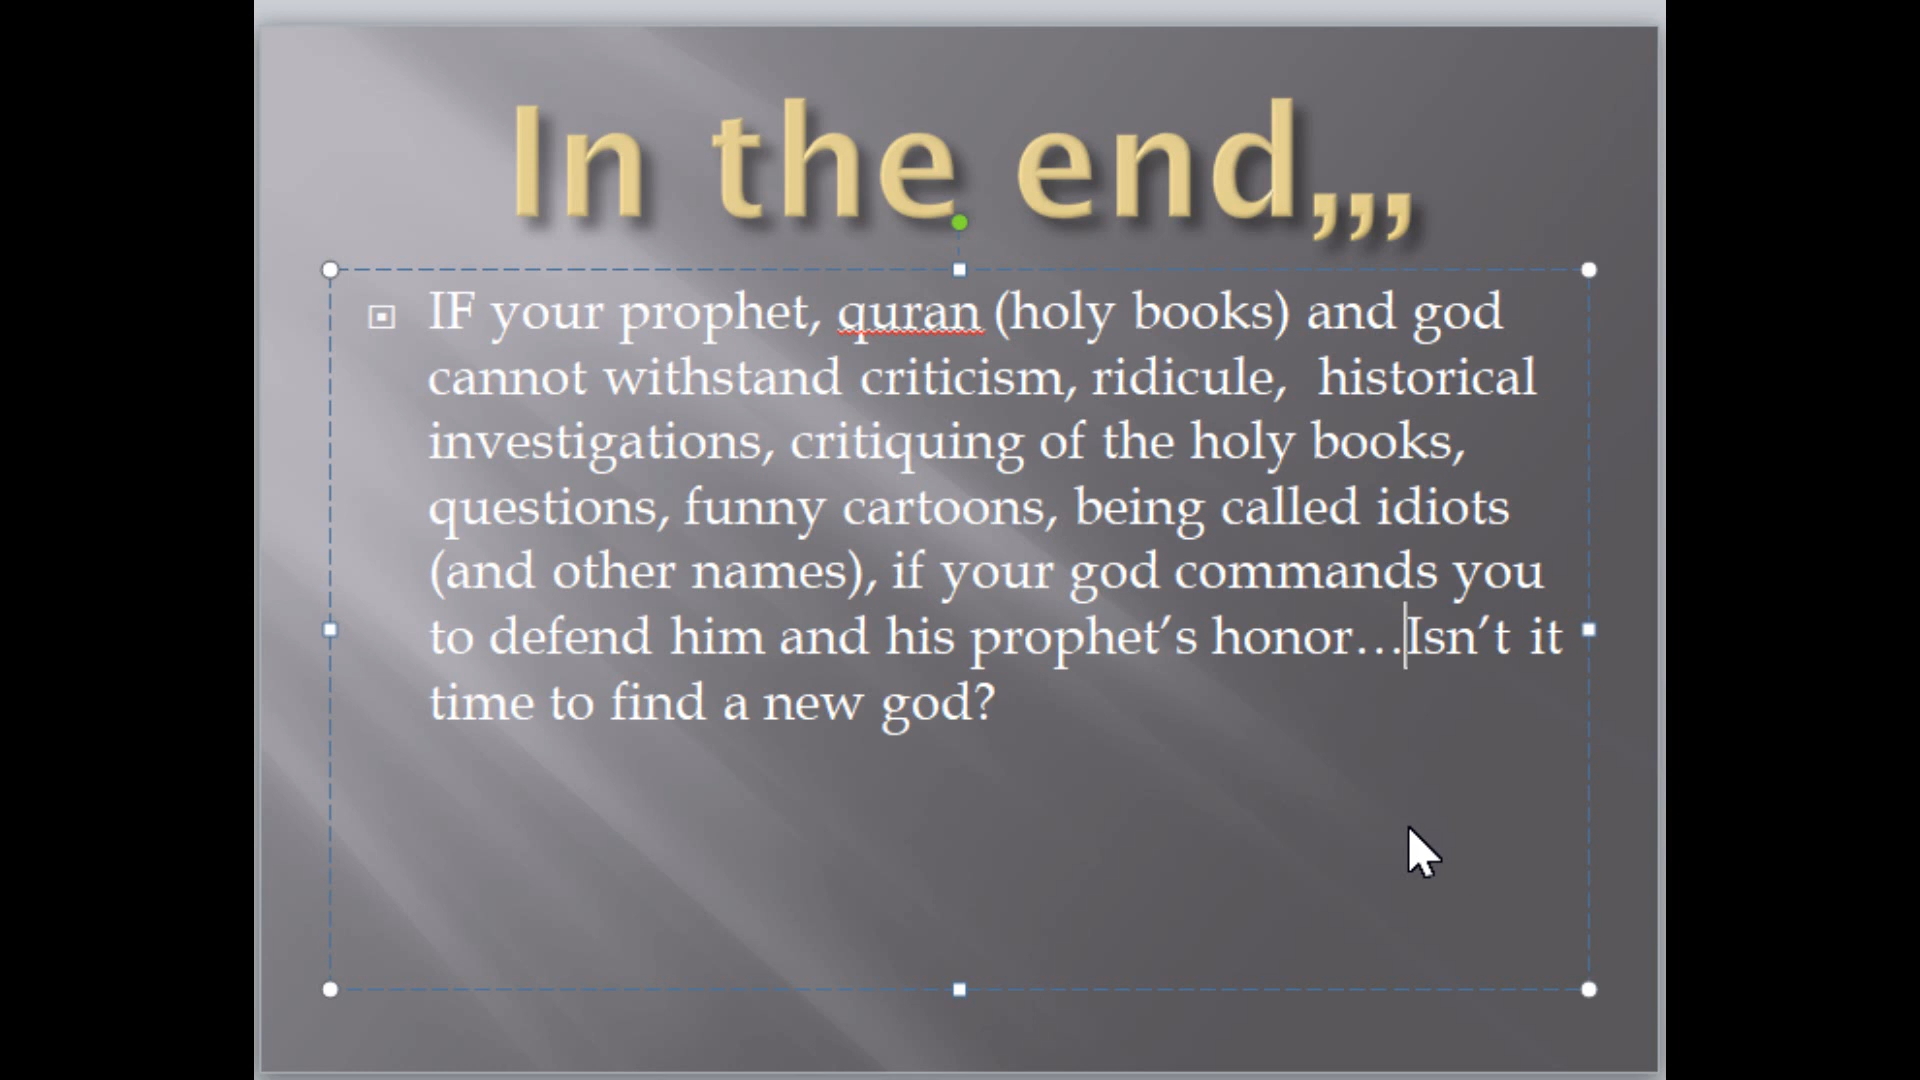 In the end,,,
IF your prophet, quran (holy books) and god
cannot withstand criticism, ridicule,  historical
investigations, critiquing of the holy books,
questions, funny cartoons, being called idiots
(and other names), if your god commands you
to defend him and his prophet’s honor…Isn’t it
time to find a new god?